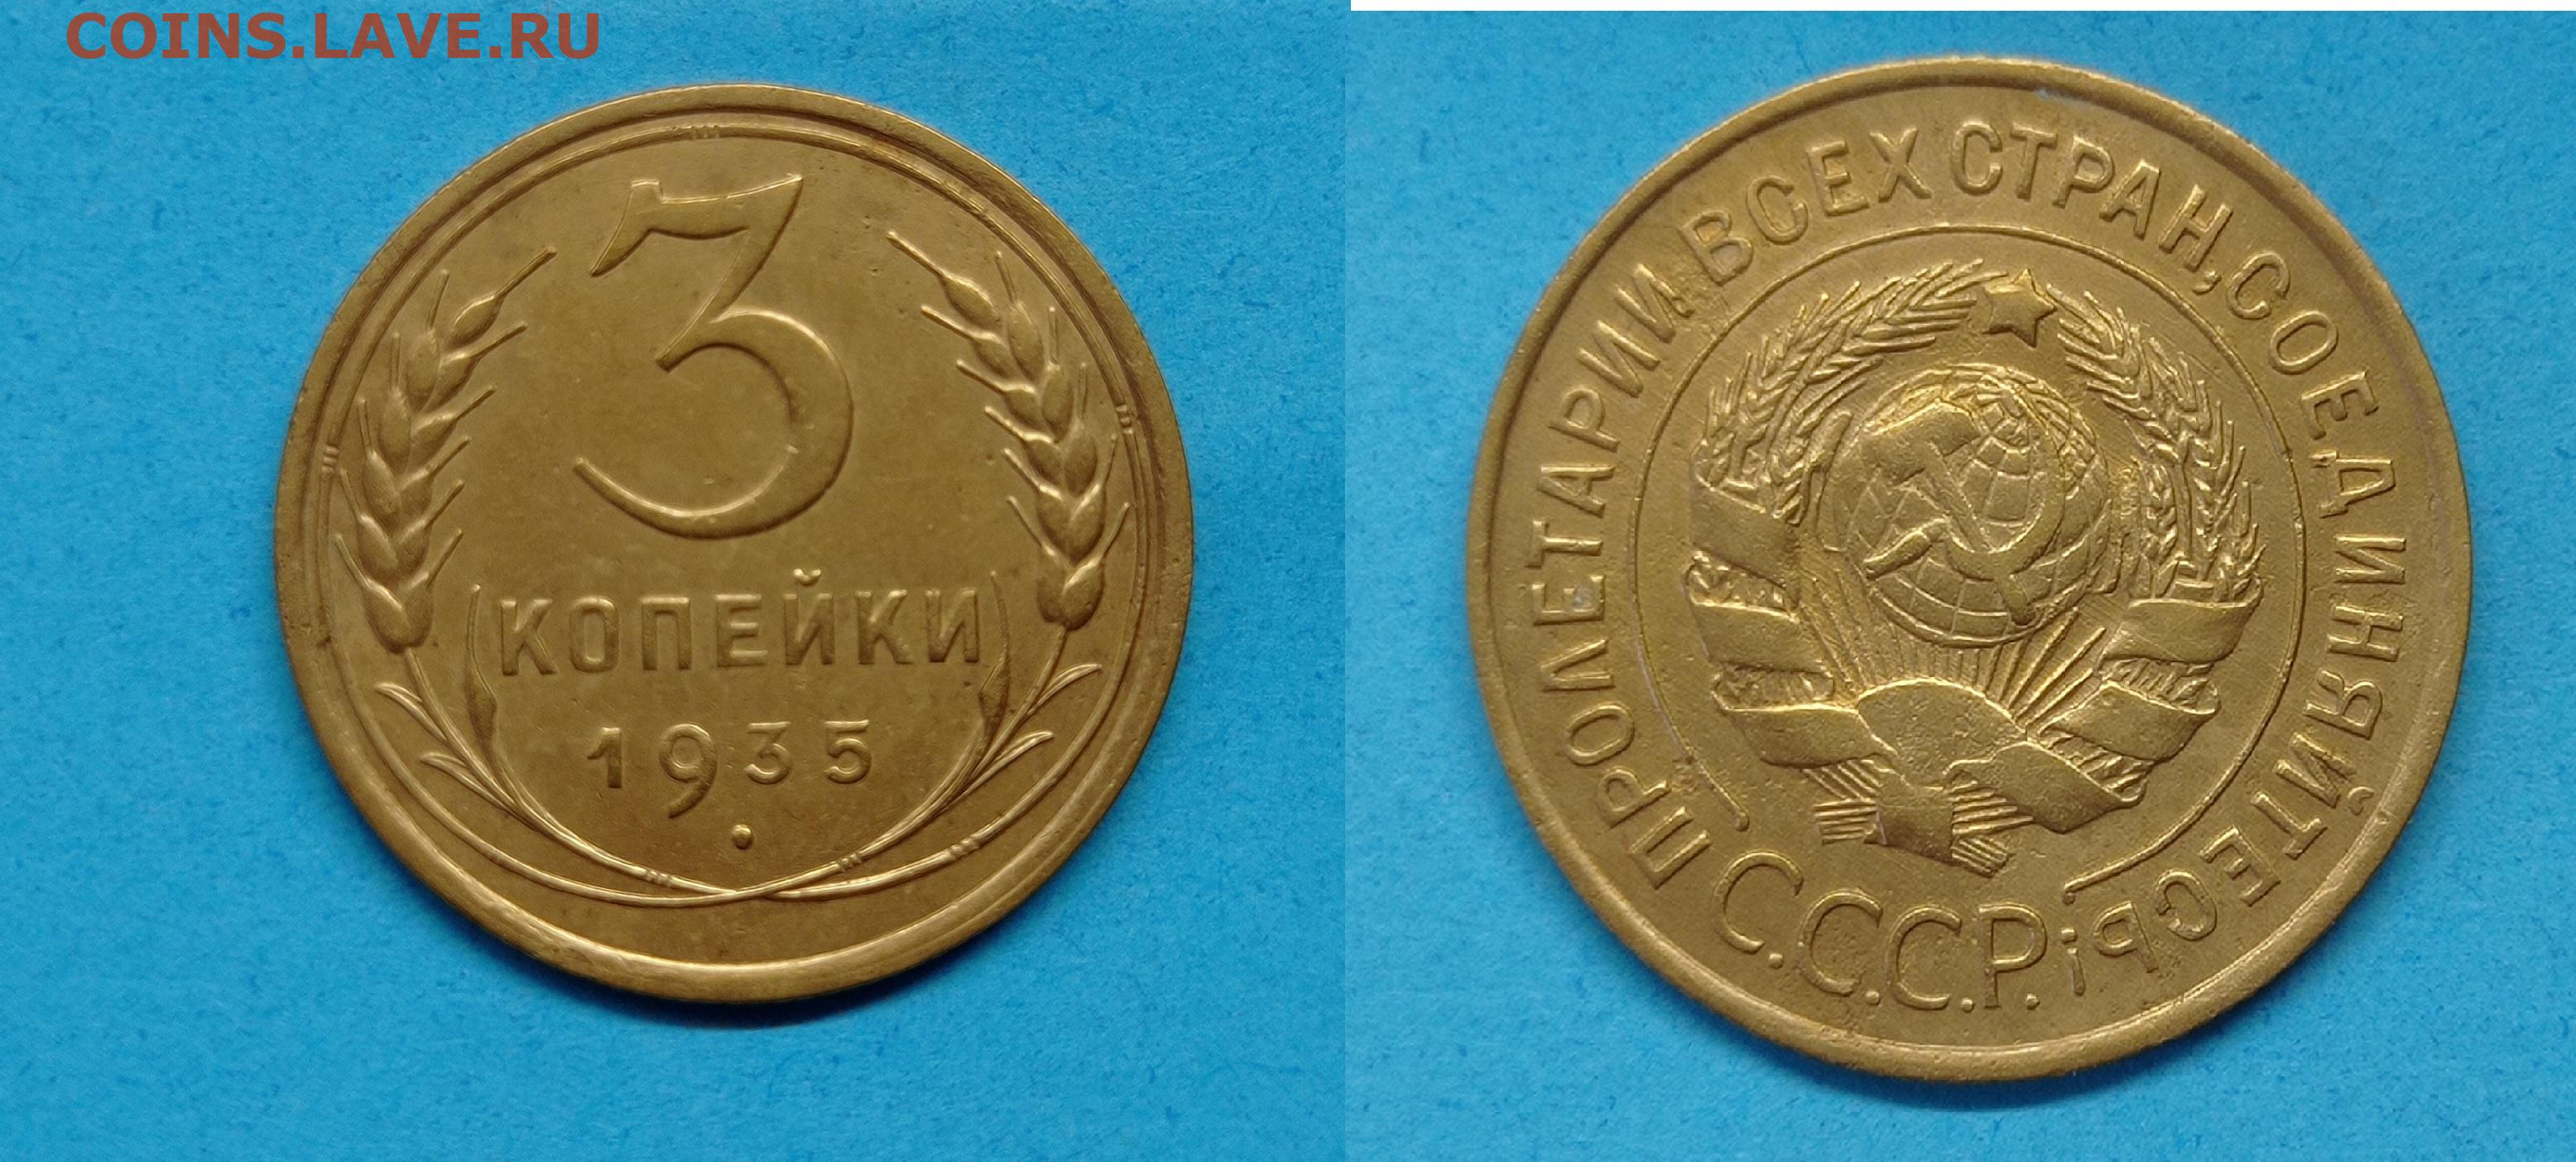 COINS.LAVE.RU
3
КОПЕЙКИ
1935
ПРОЛЕТАРИИ ВСЕХ СТРАН, СОЕДИНЯЙТЕСЬ!
С.С.С.Р.